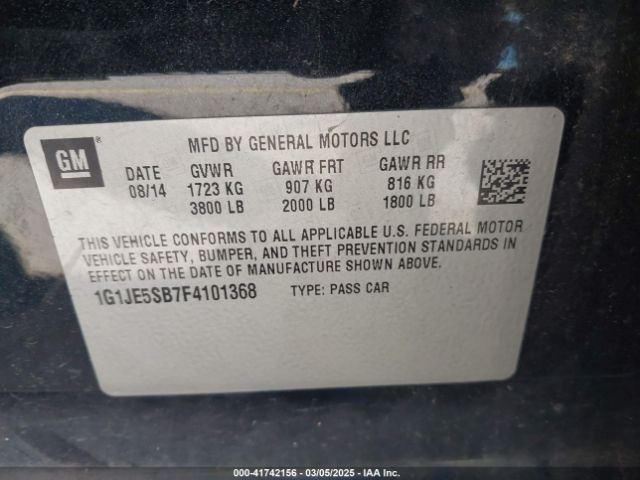 GM
®
MFD BY GENERAL MOTORS LLC
DATE GVWR GAWR FRT GAWR RR
08/14 1723 KG 907 KG 816 KG
3800 LB 2000 LB 1800 LB
THIS VEHICLE CONFORMS TO ALL APPLICABLE U.S. FEDERAL MOTOR
VEHICLE SAFETY, BUMPER, AND THEFT PREVENTION STANDARDS IN
EFFECT ON THE DATE OF MANUFACTURE SHOWN ABOVE.
1G1JE5SB7F4101368 TYPE: PASS CAR
000-41742156 | 03/05/2025 - IAA Inc.